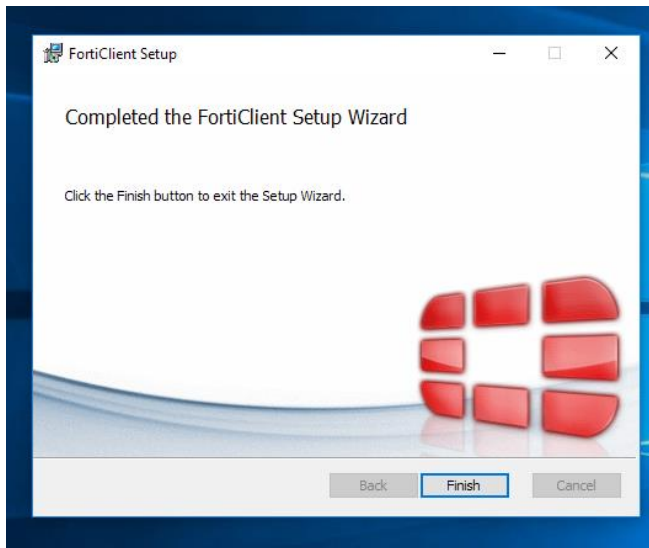 FortiClient Setup
Completed the FortiClient Setup Wizard
Click the Finish button to exit the Setup Wizard.
Back Finish Cancel